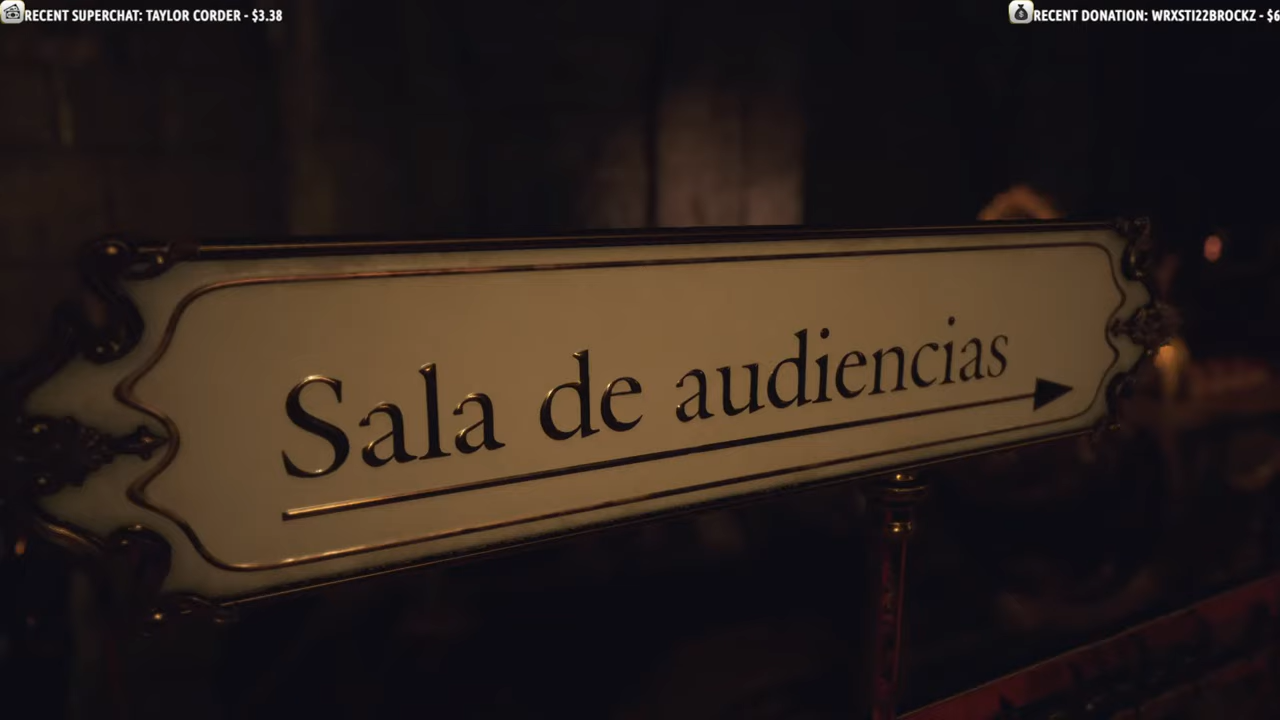 RECENT SUPERCHAT: TAYLOR CORDER - $3.38
RECENT DONATION: WRXSTI22BROCKZ - $6
Sala de audiencias